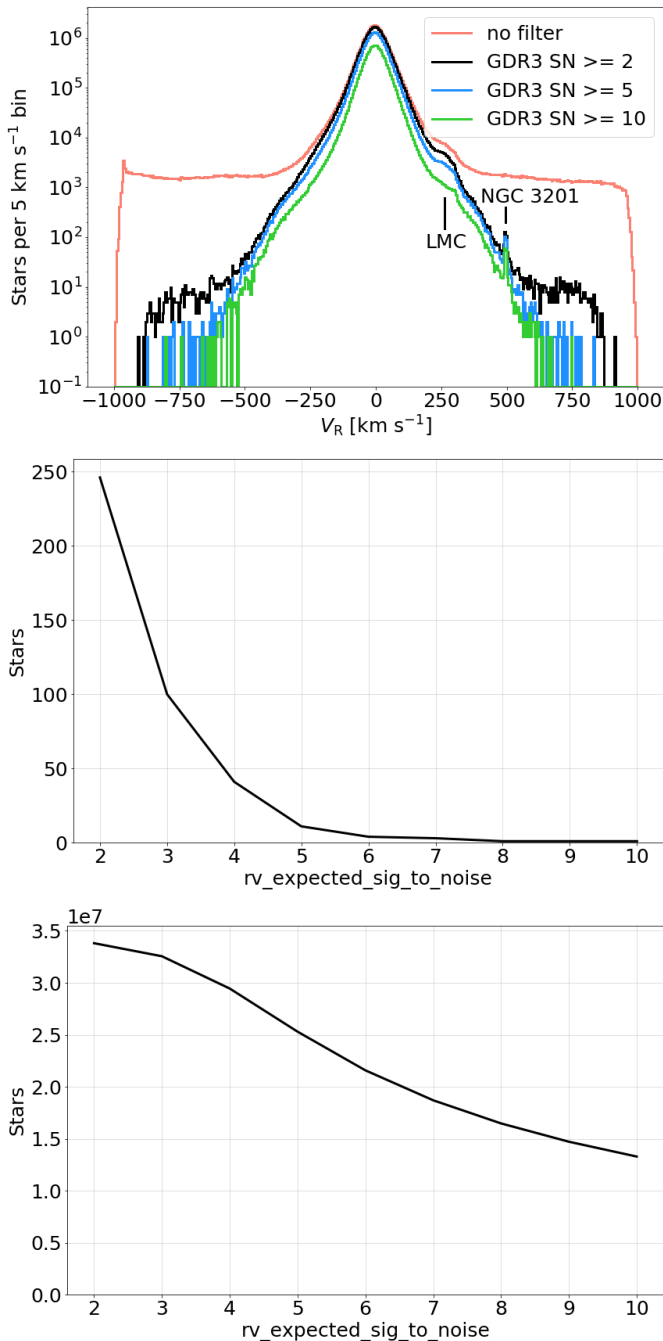 no filter
GDR3 SN >= 2
GDR3 SN >= 5
GDR3 SN >= 10
NGC 3201
LMC
Stars per 5 km s⁻¹ bin
10⁶
10⁵
10⁴
10³
10²
10¹
10⁰
10⁻¹
−1000 −750 −500 −250 0 250 500 750 1000
V_R [km s⁻¹]
250
200
150
100
50
0
Stars
2 3 4 5 6 7 8 9 10
rv_expected_sig_to_noise
1e7
3.5
3.0
2.5
2.0
1.5
1.0
0.5
0.0
Stars
2 3 4 5 6 7 8 9 10
rv_expected_sig_to_noise